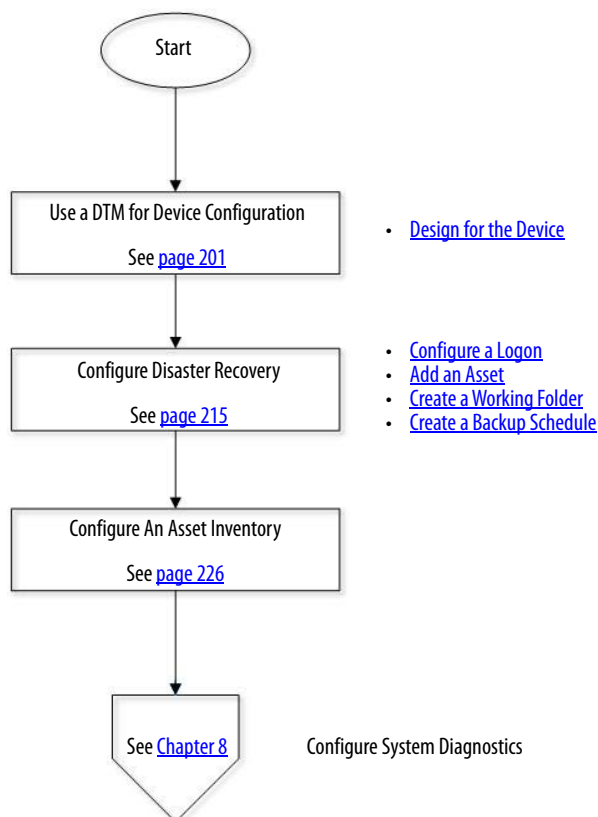 Start
Use a DTM for Device Configuration
See page 201
• Design for the Device
Configure Disaster Recovery
See page 215
• Configure a Logon
• Add an Asset
• Create a Working Folder
• Create a Backup Schedule
Configure An Asset Inventory
See page 226
See Chapter 8
Configure System Diagnostics